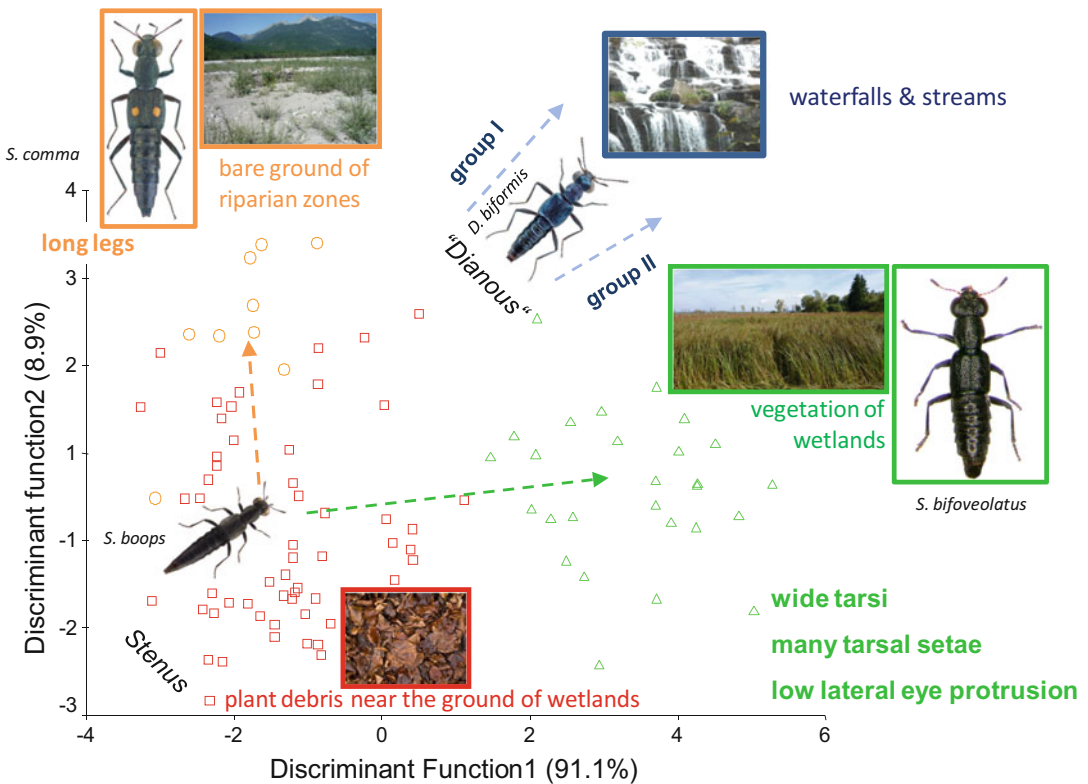 S. comma
bare ground of
riparian zones
long legs
group I
D. biformis
"Dianous"
group II
waterfalls & streams
vegetation of
wetlands
S. bifoveolatus
S. boops
Stenus
plant debris near the ground of wetlands
wide tarsi
many tarsal setae
low lateral eye protrusion
Discriminant function2 (8.9%)
4
3
2
1
-1
-2
-3
-4
-2
0
2
4
6
Discriminant Function1 (91.1%)